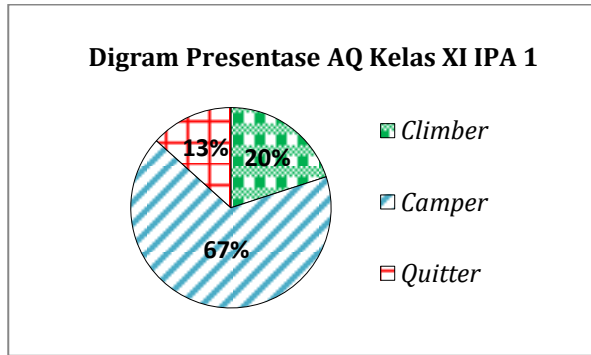 Digram Presentase AQ Kelas XI IPA 1
13%
20%
67%
Climber
Camper
Quitter